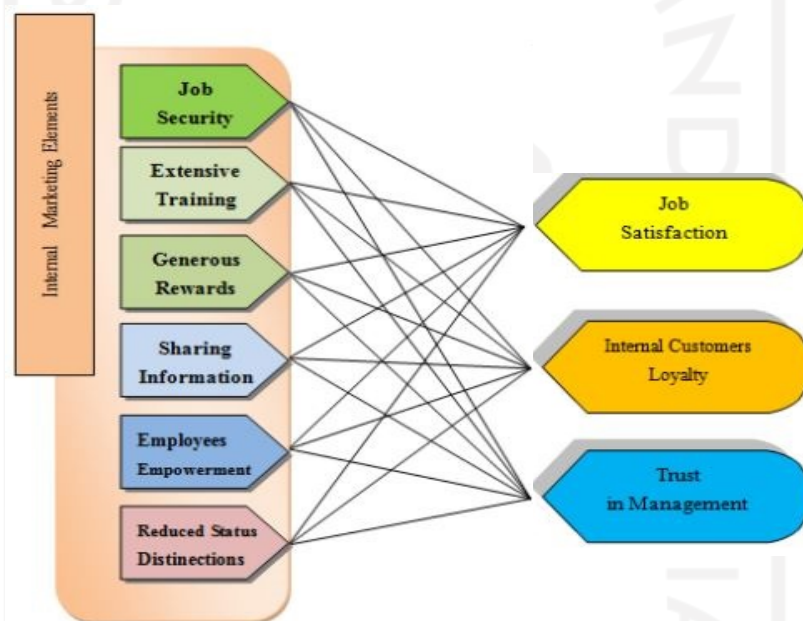 Internal Marketing Elements
Job
Security
Extensive
Training
Generous
Rewards
Sharing
Information
Employees
Empowerment
Reduced Status
Distinections
Job
Satisfaction
Internal Customers
Loyalty
Trust
in Management